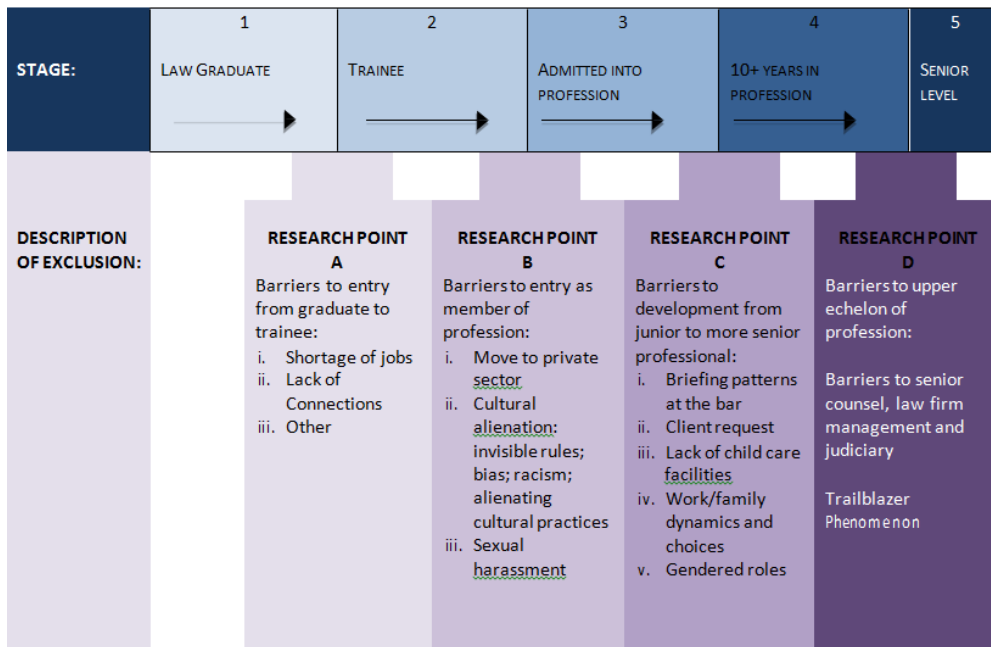 STAGE:
1
LAW GRADUATE
2
TRAINEE
3
ADMITTED INTO
PROFESSION
4
10+ YEARS IN
PROFESSION
5
SENIOR
LEVEL
DESCRIPTION
OF EXCLUSION:
RESEARCH POINT
A
Barriers to entry
from graduate to
trainee:
i. Shortage of jobs
ii. Lack of
Connections
iii. Other
RESEARCH POINT
B
Barriers to entry as
member of
profession:
i. Move to private
sector
ii. Cultural
alienation:
invisible rules;
bias; racism;
alienating
cultural practices
iii. Sexual
harassment
RESEARCH POINT
C
Barriers to
development from
junior to more senior
professional:
i. Briefing patterns
at the bar
ii. Client request
iii. Lack of child care
facilities
iv. Work/family
dynamics and
choices
v. Gendered roles
RESEARCH POINT
D
Barriers to upper
echelon of
profession:
Barriers to senior
counsel, law firm
management and
judiciary
Trailblazer
Phenomenon